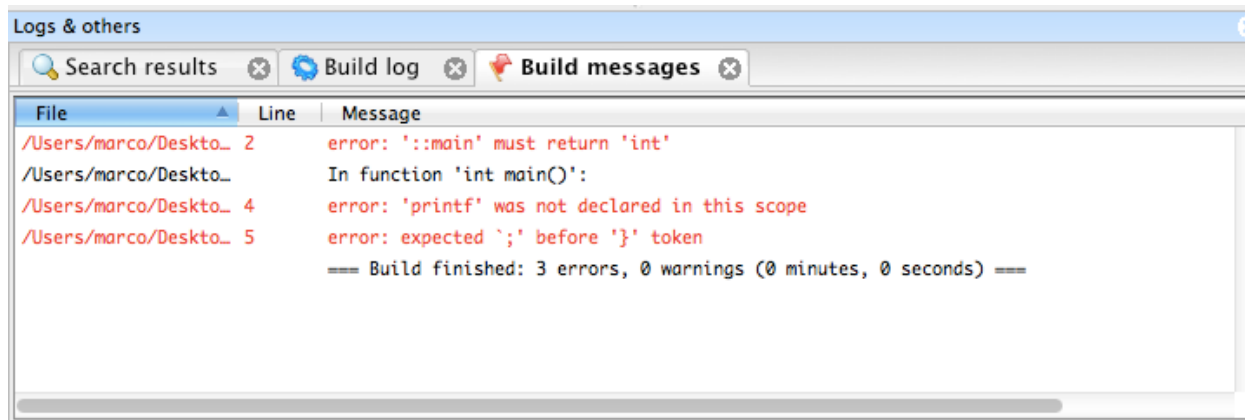 Logs & others
Search results Build log Build messages
File Line Message
/Users/marco/Deskto… 2 error: '::main' must return 'int'
/Users/marco/Deskto… In function 'int main()':
/Users/marco/Deskto… 4 error: 'printf' was not declared in this scope
/Users/marco/Deskto… 5 error: expected `;' before '}' token
=== Build finished: 3 errors, 0 warnings (0 minutes, 0 seconds) ===